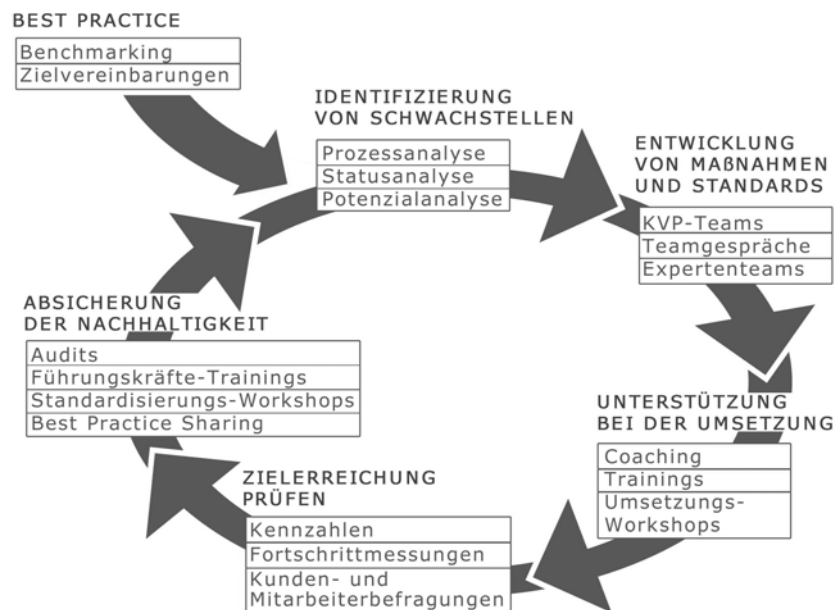 BEST PRACTICE
Benchmarking
Zielvereinbarungen
IDENTIFIZIERUNG
VON SCHWACHSTELLEN
Prozessanalyse
Statusanalyse
Potenzialanalyse
ENTWICKLUNG
VON MAßNAHMEN
UND STANDARDS
KVP-Teams
Teamgespräche
Expertenteams
UNTERSTÜTZUNG
BEI DER UMSETZUNG
Coaching
Trainings
Umsetzungs-
Workshops
ZIELERREICHUNG
PRÜFEN
Kennzahlen
Fortschrittmessungen
Kunden- und
Mitarbeiterbefragungen
ABSICHERUNG
DER NACHHALTIGKEIT
Audits
Führungskräfte-Trainings
Standardisierungs-Workshops
Best Practice Sharing